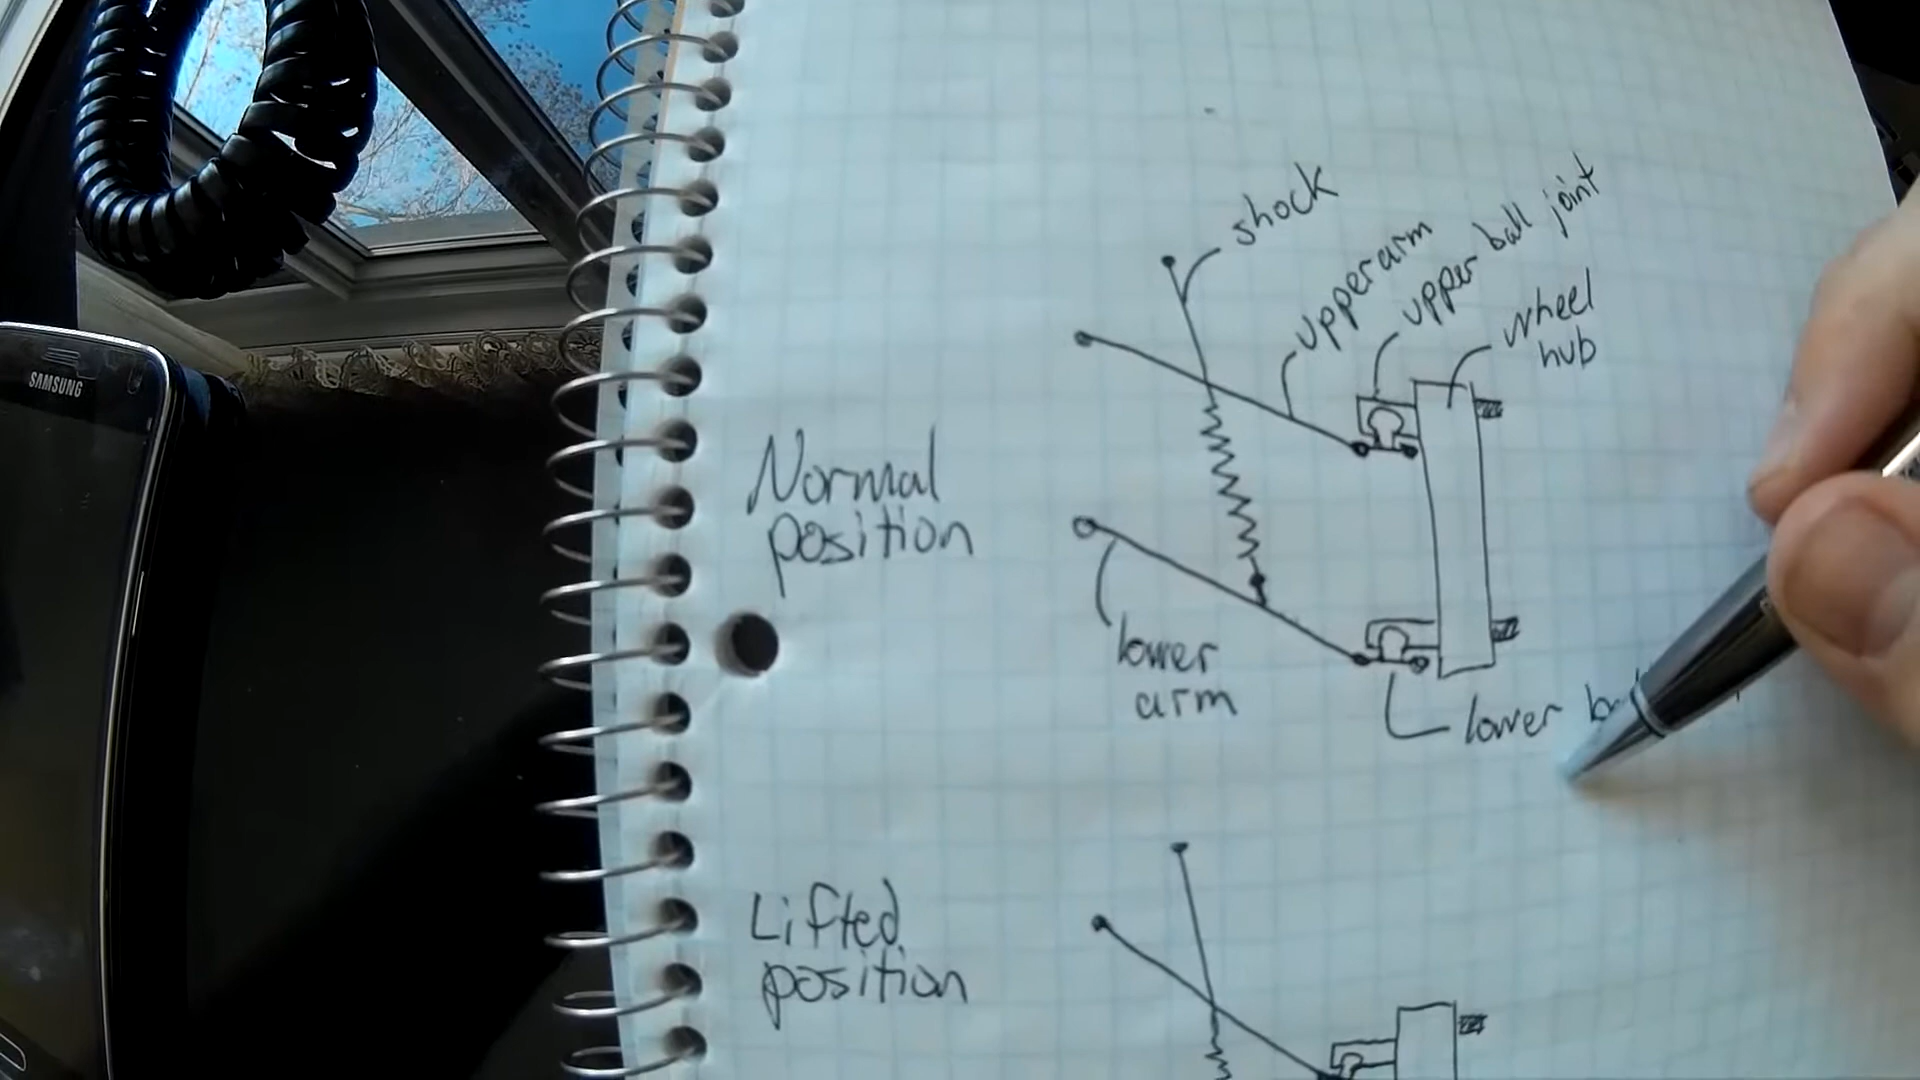 SAMSUNG
shock
upper arm
upper ball joint
wheel
hub
Normal
position
lower
arm
lower
Lifted
position